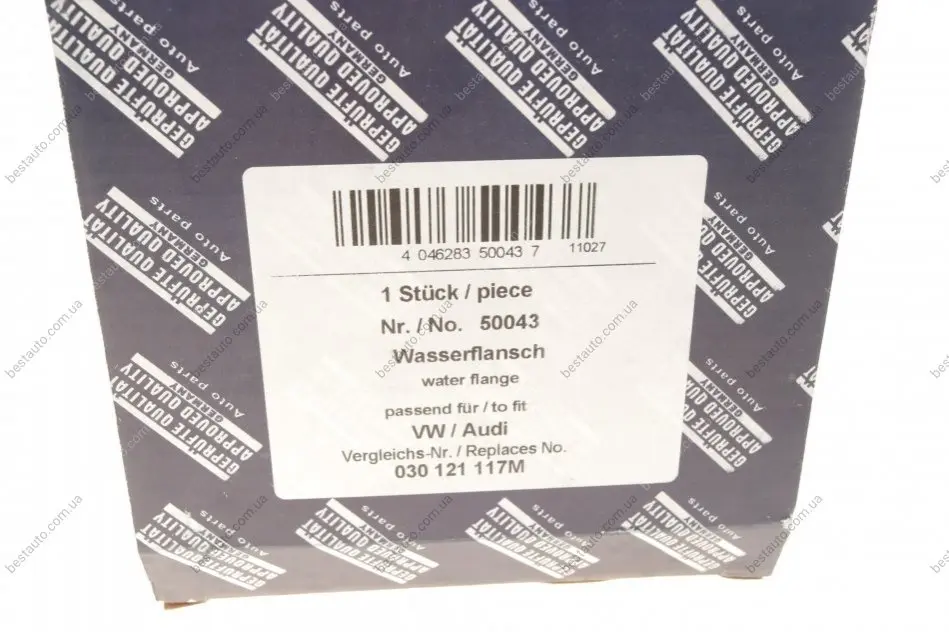 GEPRÜFTE QUALITÄT
APPROVED QUALITY
GERMANY
Auto parts
bestauto.com.ua
4 046283 50043 7
11027
1 Stück / piece
Nr. / No. 50043
Wasserflansch
water flange
passend für / to fit
VW / Audi
Vergleichs-Nr. / Replaces No.
030 121 117M